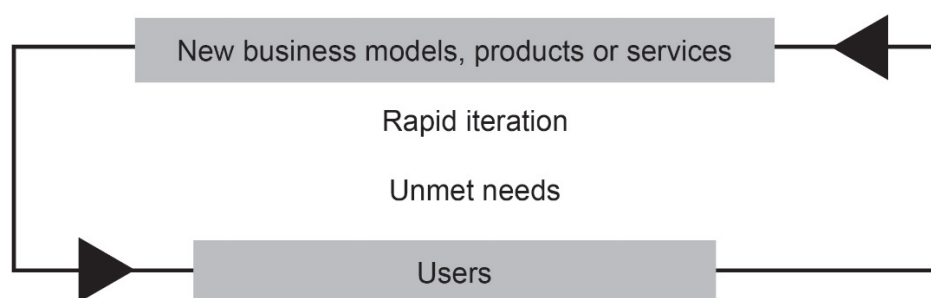 New business models, products or services
Rapid iteration
Unmet needs
Users